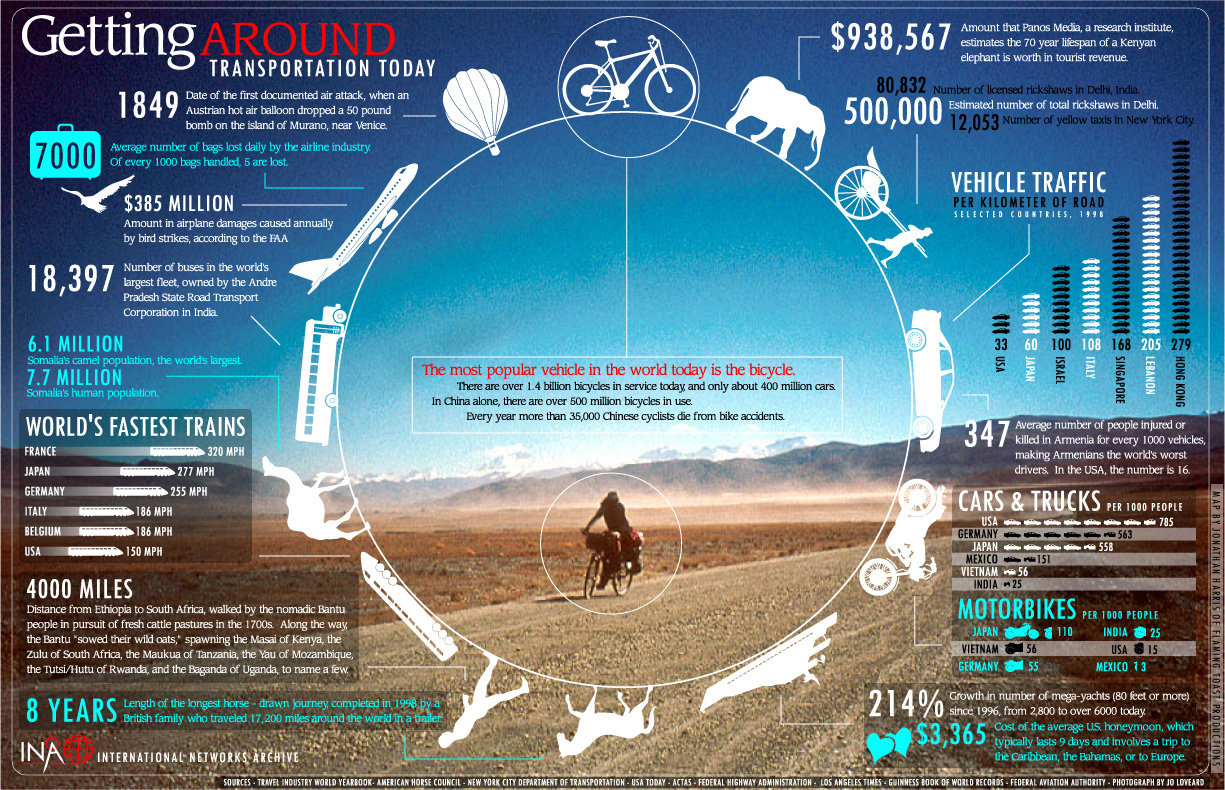 Getting AROUND
TRANSPORTATION TODAY
1849
Date of the first documented air attack, when an
Austrian hot air balloon dropped a 50 pound
bomb on the island of Murano, near Venice.
7000
Average number of bags lost daily by the airline industry.
Of every 1000 bags handled, 5 are lost.
$385 MILLION
Amount in airplane damages caused annually
by bird strikes, according to the FAA
18,397
Number of buses in the world's
largest fleet, owned by the Andre
Pradesh State Road Transport
Corporation in India.
6.1 MILLION
Somalia's camel population, the world's largest.
7.7 MILLION
Somalia's human population.
WORLD'S FASTEST TRAINS
FRANCE 320 MPH
JAPAN 277 MPH
GERMANY 255 MPH
ITALY 186 MPH
BELGIUM 186 MPH
USA 150 MPH
4000 MILES
Distance from Ethiopia to South Africa, walked by the nomadic Bantu
people in pursuit of fresh cattle pastures in the 1700s. Along the way,
the Bantu "sowed their wild oats," spawning the Masai of Kenya, the
Zulu of South Africa, the Maukua of Tanzania, the Yau of Mozambique,
the Tutsi/Hutu of Rwanda, and the Baganda of Uganda, to name a few.
8 YEARS
Length of the longest horse - drawn journey, completed in 1998 by a
British family who traveled 17,200 miles around the world in a trailer
INA INTERNATIONAL NETWORKS ARCHIVE
The most popular vehicle in the world today is the bicycle.
There are over 1.4 billion bicycles in service today, and only about 400 million cars.
In China alone, there are over 500 million bicycles in use.
Every year more than 35,000 Chinese cyclists die from bike accidents.
$938,567
Amount that Panos Media, a research institute,
estimates the 70 year lifespan of a Kenyan
elephant is worth in tourist revenue.
80,832 Number of licensed rickshaws in Delhi, India.
500,000 Estimated number of total rickshaws in Delhi.
12,053 Number of yellow taxis in New York City.
VEHICLE TRAFFIC
PER KILOMETER OF ROAD
SELECTED COUNTRIES, 1998
33 60 100 108 168 205 279
USA JAPAN ISRAEL ITALY SINGAPORE LEBANON HONG KONG
347
Average number of people injured or
killed in Armenia for every 1000 vehicles,
making Armenians the world's worst
drivers. In the USA, the number is 16.
CARS & TRUCKS PER 1000 PEOPLE
USA 785
GERMANY 563
JAPAN 558
MEXICO 151
VIETNAM 56
INDIA 25
MOTORBIKES PER 1000 PEOPLE
JAPAN 110 INDIA 25
VIETNAM 56 USA 15
GERMANY 55 MEXICO 3
214%
Growth in number of mega-yachts (80 feet or more)
since 1996, from 2,800 to over 6000 today.
$3,365
Cost of the average U.S. honeymoon, which
typically lasts 9 days and involves a trip to
the Caribbean, the Bahamas, or to Europe.
MAP BY JONATHAN HARRIS OF FLAMING TOAST PRODUCTIONS
SOURCES - TRAVEL INDUSTRY WORLD YEARBOOK- AMERICAN HORSE COUNCIL - NEW YORK CITY DEPARTMENT OF TRANSPORTATION - USA TODAY - ACTAS - FEDERAL HIGHWAY ADMINISTRATION - LOS ANGELES TIMES - GUINNESS BOOK OF WORLD RECORDS - FEDERAL AVIATION AUTHORITY - PHOTOGRAPH BY JO LOVEARD